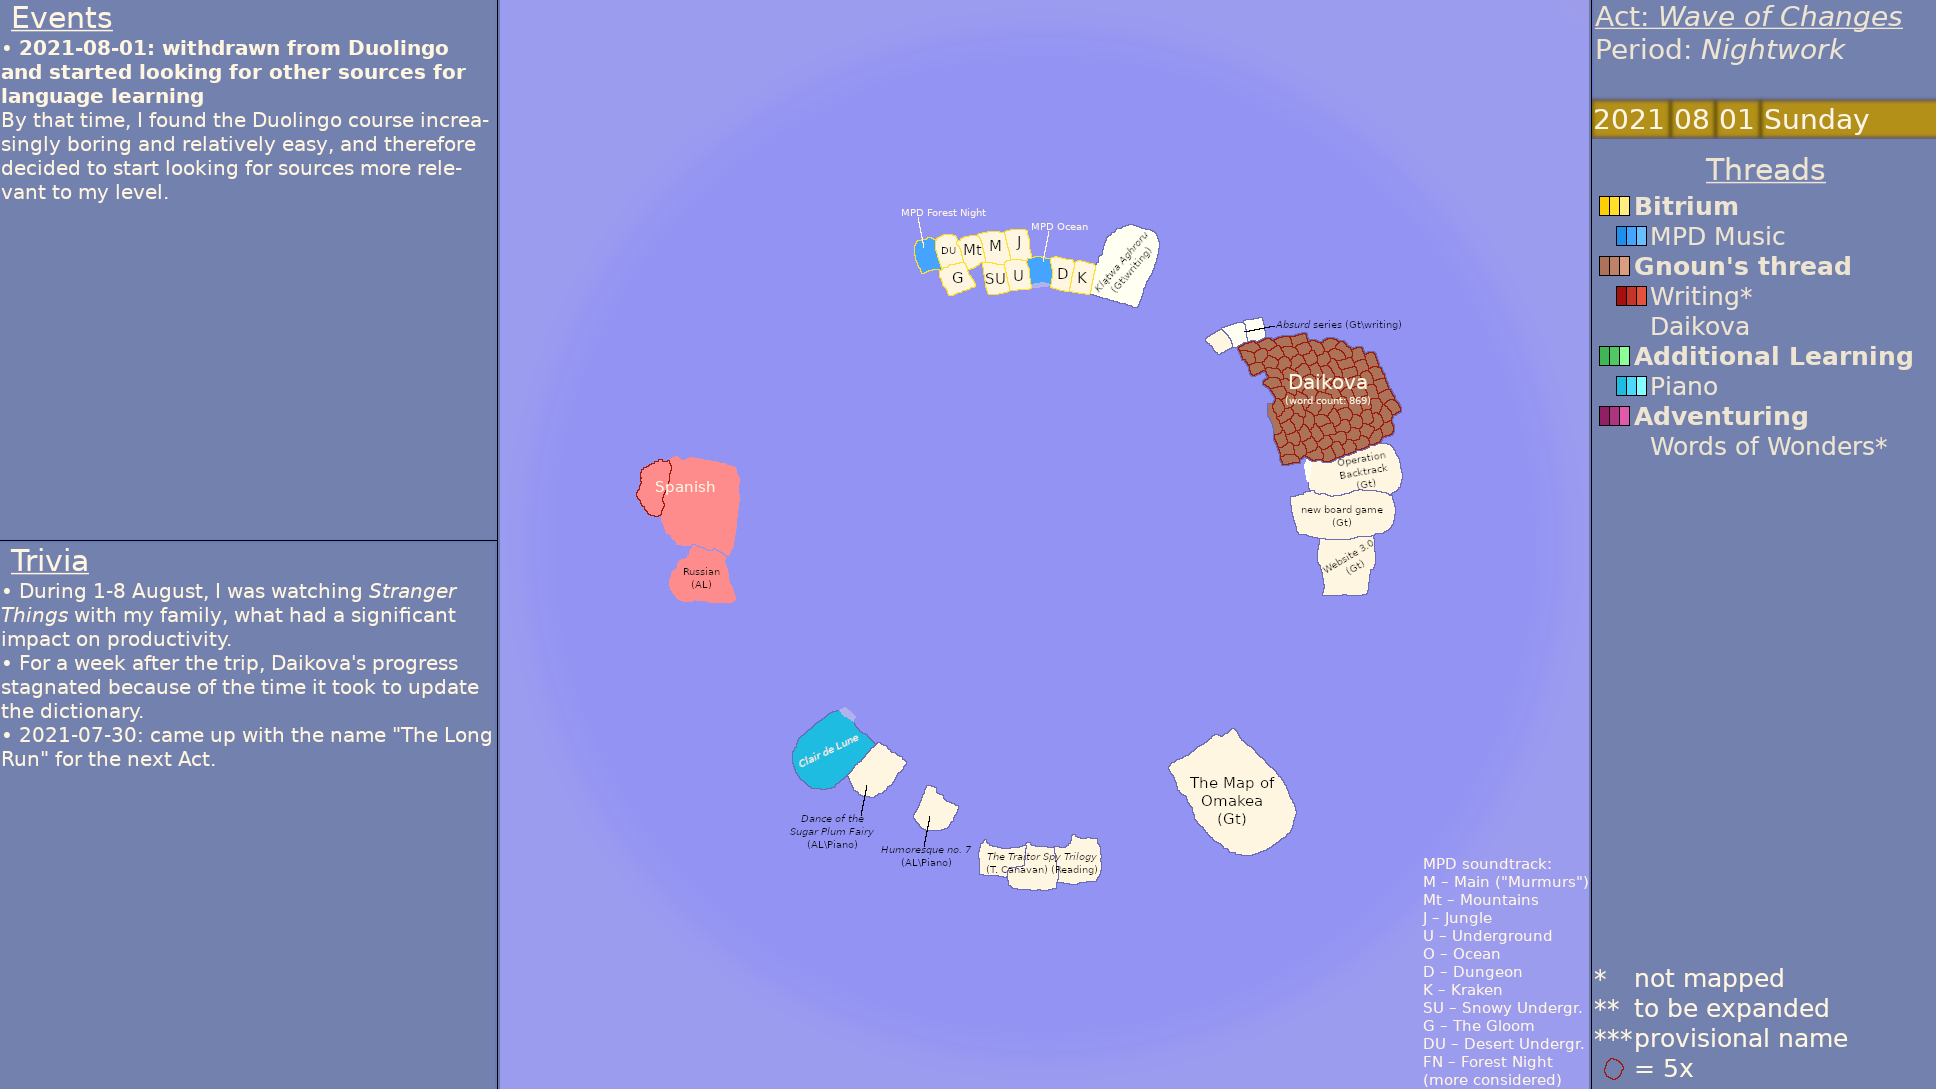 Events
• 2021-08-01: withdrawn from Duolingo
and started looking for other sources for
language learning
By that time, I found the Duolingo course increa-
singly boring and relatively easy, and therefore
decided to start looking for sources more rele-
vant to my level.
Trivia
• During 1-8 August, I was watching Stranger
Things with my family, what had a significant
impact on productivity.
• For a week after the trip, Daikova's progress
stagnated because of the time it took to update
the dictionary.
• 2021-07-30: came up with the name "The Long
Run" for the next Act.
MPD Forest Night
MPD Ocean
DU
Mt
M
J
G
SU
U
D
K
Klątwa Aghroru
(Gt\writing)
Absurd series (Gt\writing)
Daikova
(word count: 869)
Operation
Backtrack
(Gt)
new board game
(Gt)
Website 3.0
(Gt)
Spanish
Russian
(AL)
Clair de Lune
Dance of the
Sugar Plum Fairy
(AL\Piano)
Humoresque no. 7
(AL\Piano)
The Traitor Spy Trilogy
(T. Canavan) (Reading)
The Map of
Omakea
(Gt)
MPD soundtrack:
M – Main ("Murmurs")
Mt – Mountains
J – Jungle
U – Underground
O – Ocean
D – Dungeon
K – Kraken
SU – Snowy Undergr.
G – The Gloom
DU – Desert Undergr.
FN – Forest Night
(more considered)
Act: Wave of Changes
Period: Nightwork
2021 08 01 Sunday
Threads
Bitrium
MPD Music
Gnoun's thread
Writing*
Daikova
Additional Learning
Piano
Adventuring
Words of Wonders*
* not mapped
** to be expanded
*** provisional name
= 5x